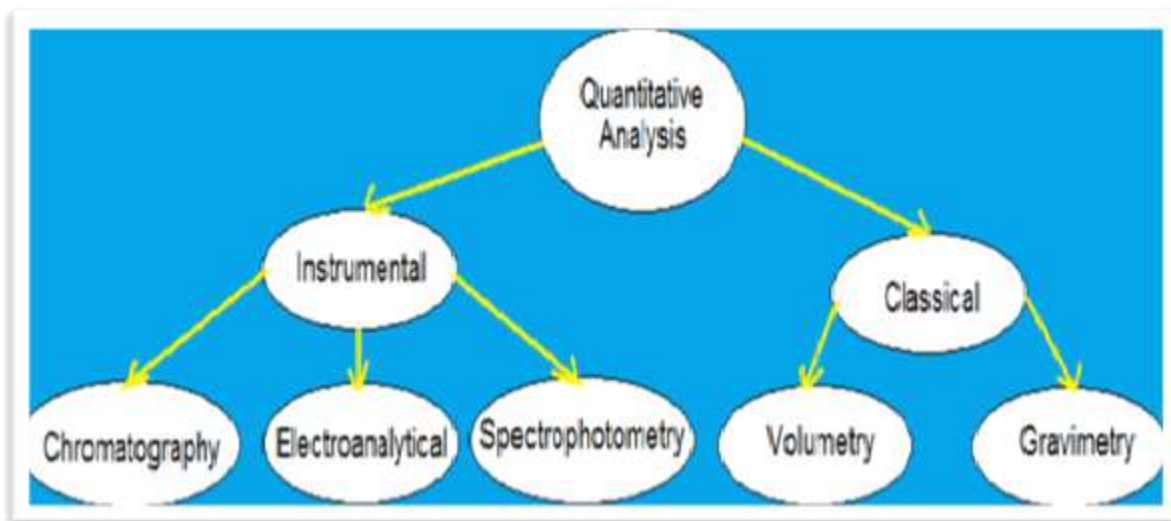 Quantitative
Analysis
Instrumental
Classical
Chromatography
Electroanalytical
Spectrophotometry
Volumetry
Gravimetry